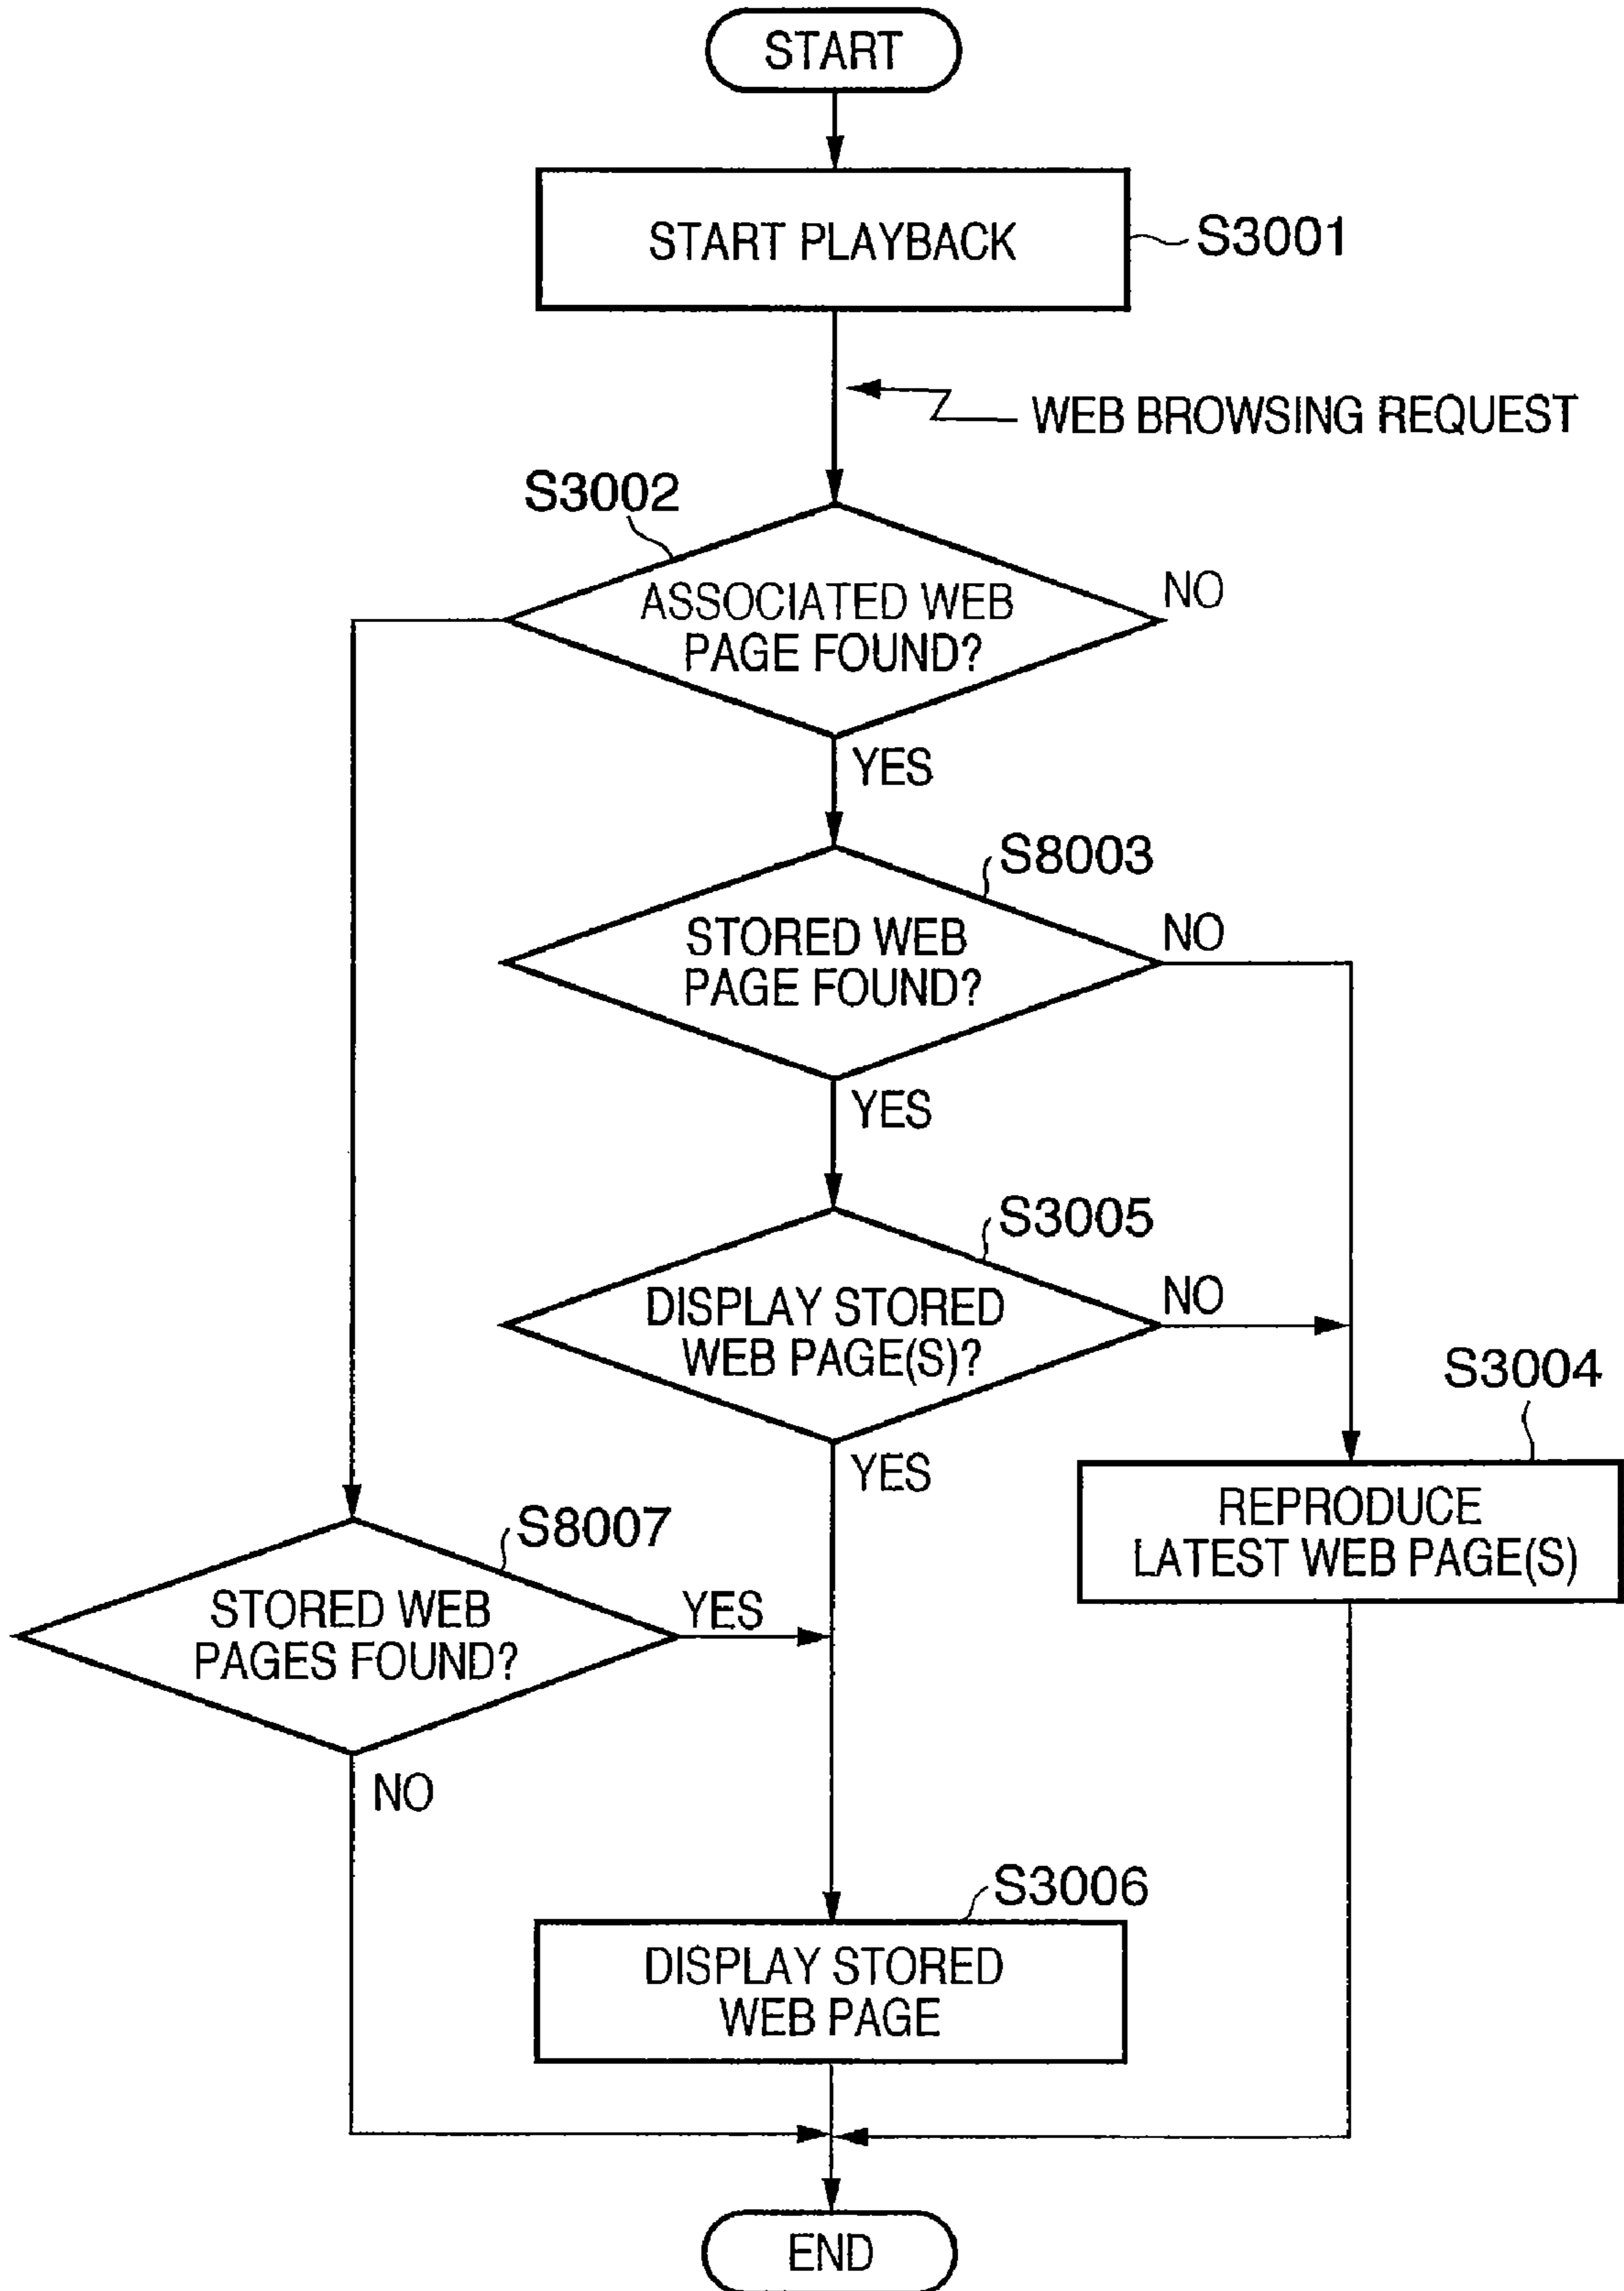 START
START PLAYBACK
S3001
WEB BROWSING REQUEST
S3002
ASSOCIATED WEB
PAGE FOUND?
NO
YES
S8003
STORED WEB
PAGE FOUND?
NO
YES
S3005
DISPLAY STORED
WEB PAGE(S)?
NO
YES
S3004
REPRODUCE
LATEST WEB PAGE(S)
S8007
STORED WEB
PAGES FOUND?
YES
NO
S3006
DISPLAY STORED
WEB PAGE
END